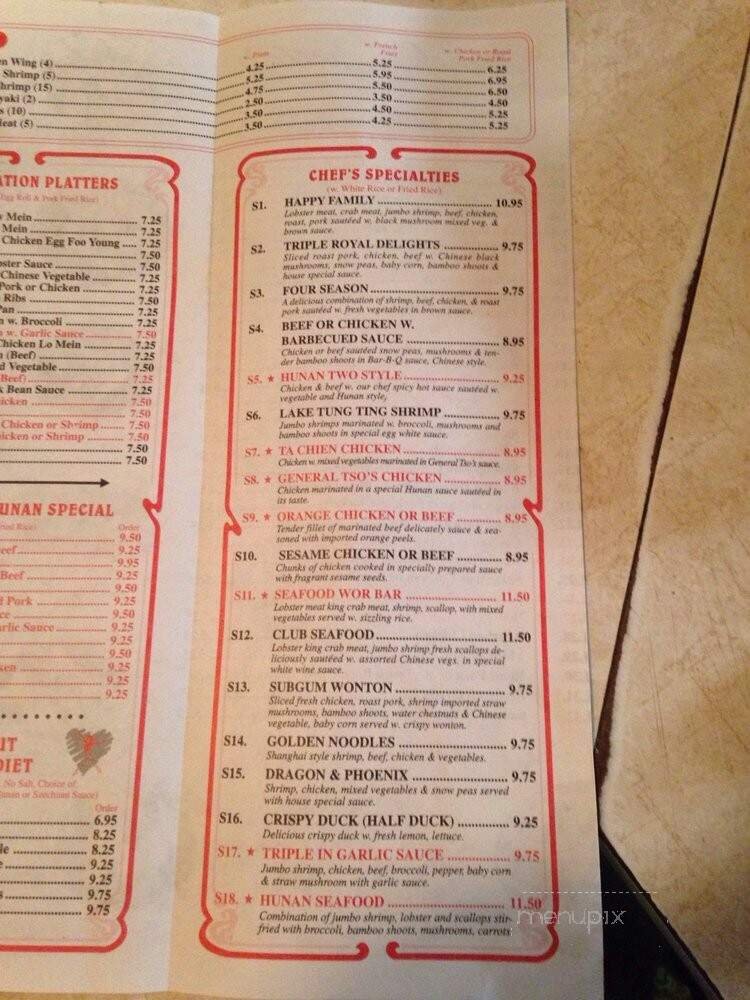 w. Plain
w. French Fries
w. Chicken or Roast Pork Fried Rice
en Wing (4) 4.25 5.25 6.25
Shrimp (5) 5.25 5.95 6.95
hrimp (15) 4.75 5.50 6.50
yaki (2) 2.50 3.50 4.50
s (10) 3.50 4.50 5.25
leat (5) 3.50 4.25 5.25
ATION PLATTERS
Egg Roll & Pork Fried Rice)
w Mein 7.25
Mein 7.25
Chicken Egg Foo Young 7.25
7.50
bster Sauce 7.50
Chinese Vegetable 7.25
Pork or Chicken 7.25
Ribs 7.50
Pan 7.25
n w. Broccoli 7.25
n w. Garlic Sauce 7.50
Chicken Lo Mein 7.25
n (Beef) 7.25
d Vegetable 7.50
Beef) 7.25
k Bean Sauce 7.25
icken 7.50
7.50
Chicken or Shrimp 7.50
icken or Shrimp 7.50
7.50
7.50
HUNAN SPECIAL
Fried Rice)
Order
9.50
eef 9.25
9.95
Beef 9.25
9.50
d Pork 9.25
ce 9.50
arlic Sauce 9.25
9.25
9.50
ken 9.25
9.25
9.25
UT
DIET
No Salt, Choice of
Hunan or Szechuan Sauce)
Order
6.95
8.25
le 8.25
e 9.25
9.25
s 9.75
9.75
CHEF'S SPECIALTIES
(w. White Rice or Fried Rice)
S1. HAPPY FAMILY 10.95
Lobster meat, crab meat, jumbo shrimp, beef, chicken,
roast, pork sautéed w. black mushroom mixed veg. &
brown sauce.
S2. TRIPLE ROYAL DELIGHTS 9.75
Sliced roast pork, chicken, beef w. Chinese black
mushrooms, snow peas, baby corn, bamboo shoots &
house special sauce.
S3. FOUR SEASON 9.75
A delicious combination of shrimp, beef, chicken, & roast
pork sautéed w. fresh vegetables in brown sauce.
S4. BEEF OR CHICKEN W.
BARBECUED SAUCE 8.95
Chicken or beef sautéed snow peas, mushrooms & ten-
der bamboo shoots in Bar-B-Q sauce, Chinese style.
S5. ★ HUNAN TWO STYLE 9.25
Chicken & beef w. our chef spicy hot sauce sautéed w.
vegetable and Hunan style,
S6. LAKE TUNG TING SHRIMP 9.75
Jumbo shrimps marinated w. broccoli, mushrooms and
bamboo shoots in special egg white sauce.
S7. ★ TA CHIEN CHICKEN 8.95
Chicken w. mixed vegetables marinated in General Tso's sauce.
S8. ★ GENERAL TSO'S CHICKEN 8.95
Chicken marinated in a special Hunan sauce sautéed in
its taste.
S9. ★ ORANGE CHICKEN OR BEEF 8.95
Tender fillet of marinated beef delicately sauce & sea-
soned with imported orange peels.
S10. SESAME CHICKEN OR BEEF 8.95
Chunks of chicken cooked in specially prepared sauce
with fragrant sesame seeds.
S11. ★ SEAFOOD WOR BAR 11.50
Lobster meat king crab meat, shrimp, scallop, with mixed
vegetables served w. sizzling rice.
S12. CLUB SEAFOOD 11.50
Lobster king crab meat, jumbo shrimp fresh scallops de-
liciously sautéed w. assorted Chinese vegs. in special
white wine sauce.
S13. SUBGUM WONTON 9.75
Sliced fresh chicken, roast pork, shrimp imported straw
mushrooms, bamboo shoots, water chestnuts & Chinese
vegetable, baby corn served w. crispy wonton.
S14. GOLDEN NOODLES 9.75
Shanghai style shrimp, beef, chicken & vegetables.
S15. DRAGON & PHOENIX 9.75
Shrimp, chicken, mixed vegetables & snow peas served
with house special sauce.
S16. CRISPY DUCK (HALF DUCK) 9.25
Delicious crispy duck w. fresh lemon, lettuce.
S17. ★ TRIPLE IN GARLIC SAUCE 9.75
Jumbo shrimp, chicken, beef, broccoli, pepper, baby corn
& straw mushroom with garlic sauce.
S18. ★ HUNAN SEAFOOD 11.50
Combination of jumbo shrimp, lobster and scallops stir-
fried with broccoli, bamboo shoots, mushrooms, carrots
menupix